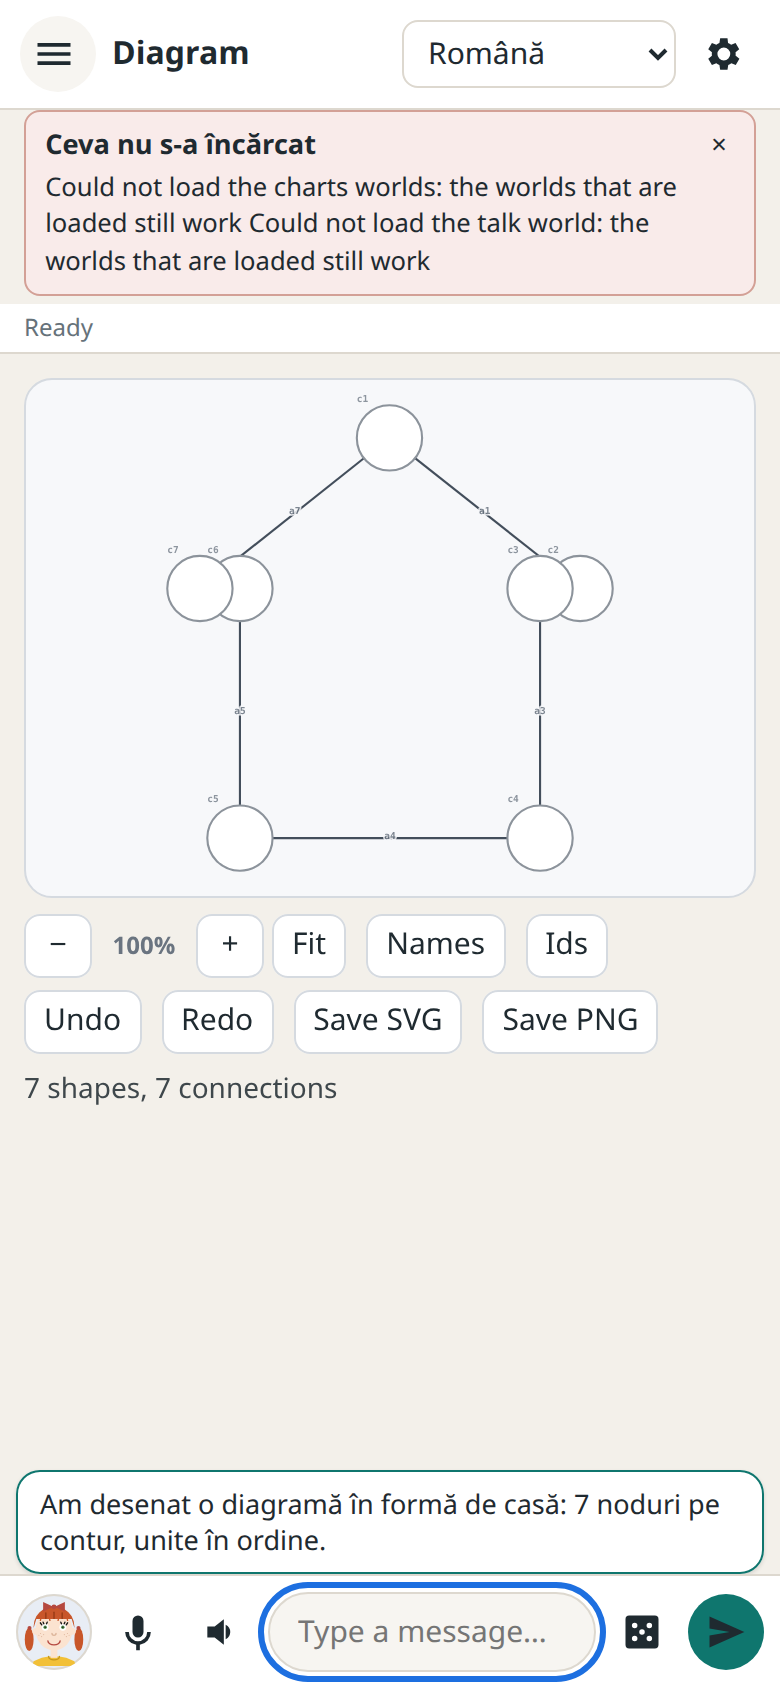 Diagram
Română
Ceva nu s-a încărcat
×
Could not load the charts worlds: the worlds that are
loaded still work Could not load the talk world: the
worlds that are loaded still work
Ready
c1
a7
a1
c7
c6
c3
c2
a5
a3
c5
c4
a4
−
100%
+
Fit
Names
Ids
Undo
Redo
Save SVG
Save PNG
7 shapes, 7 connections
Am desenat o diagramă în formă de casă: 7 noduri pe
contur, unite în ordine.
Type a message...